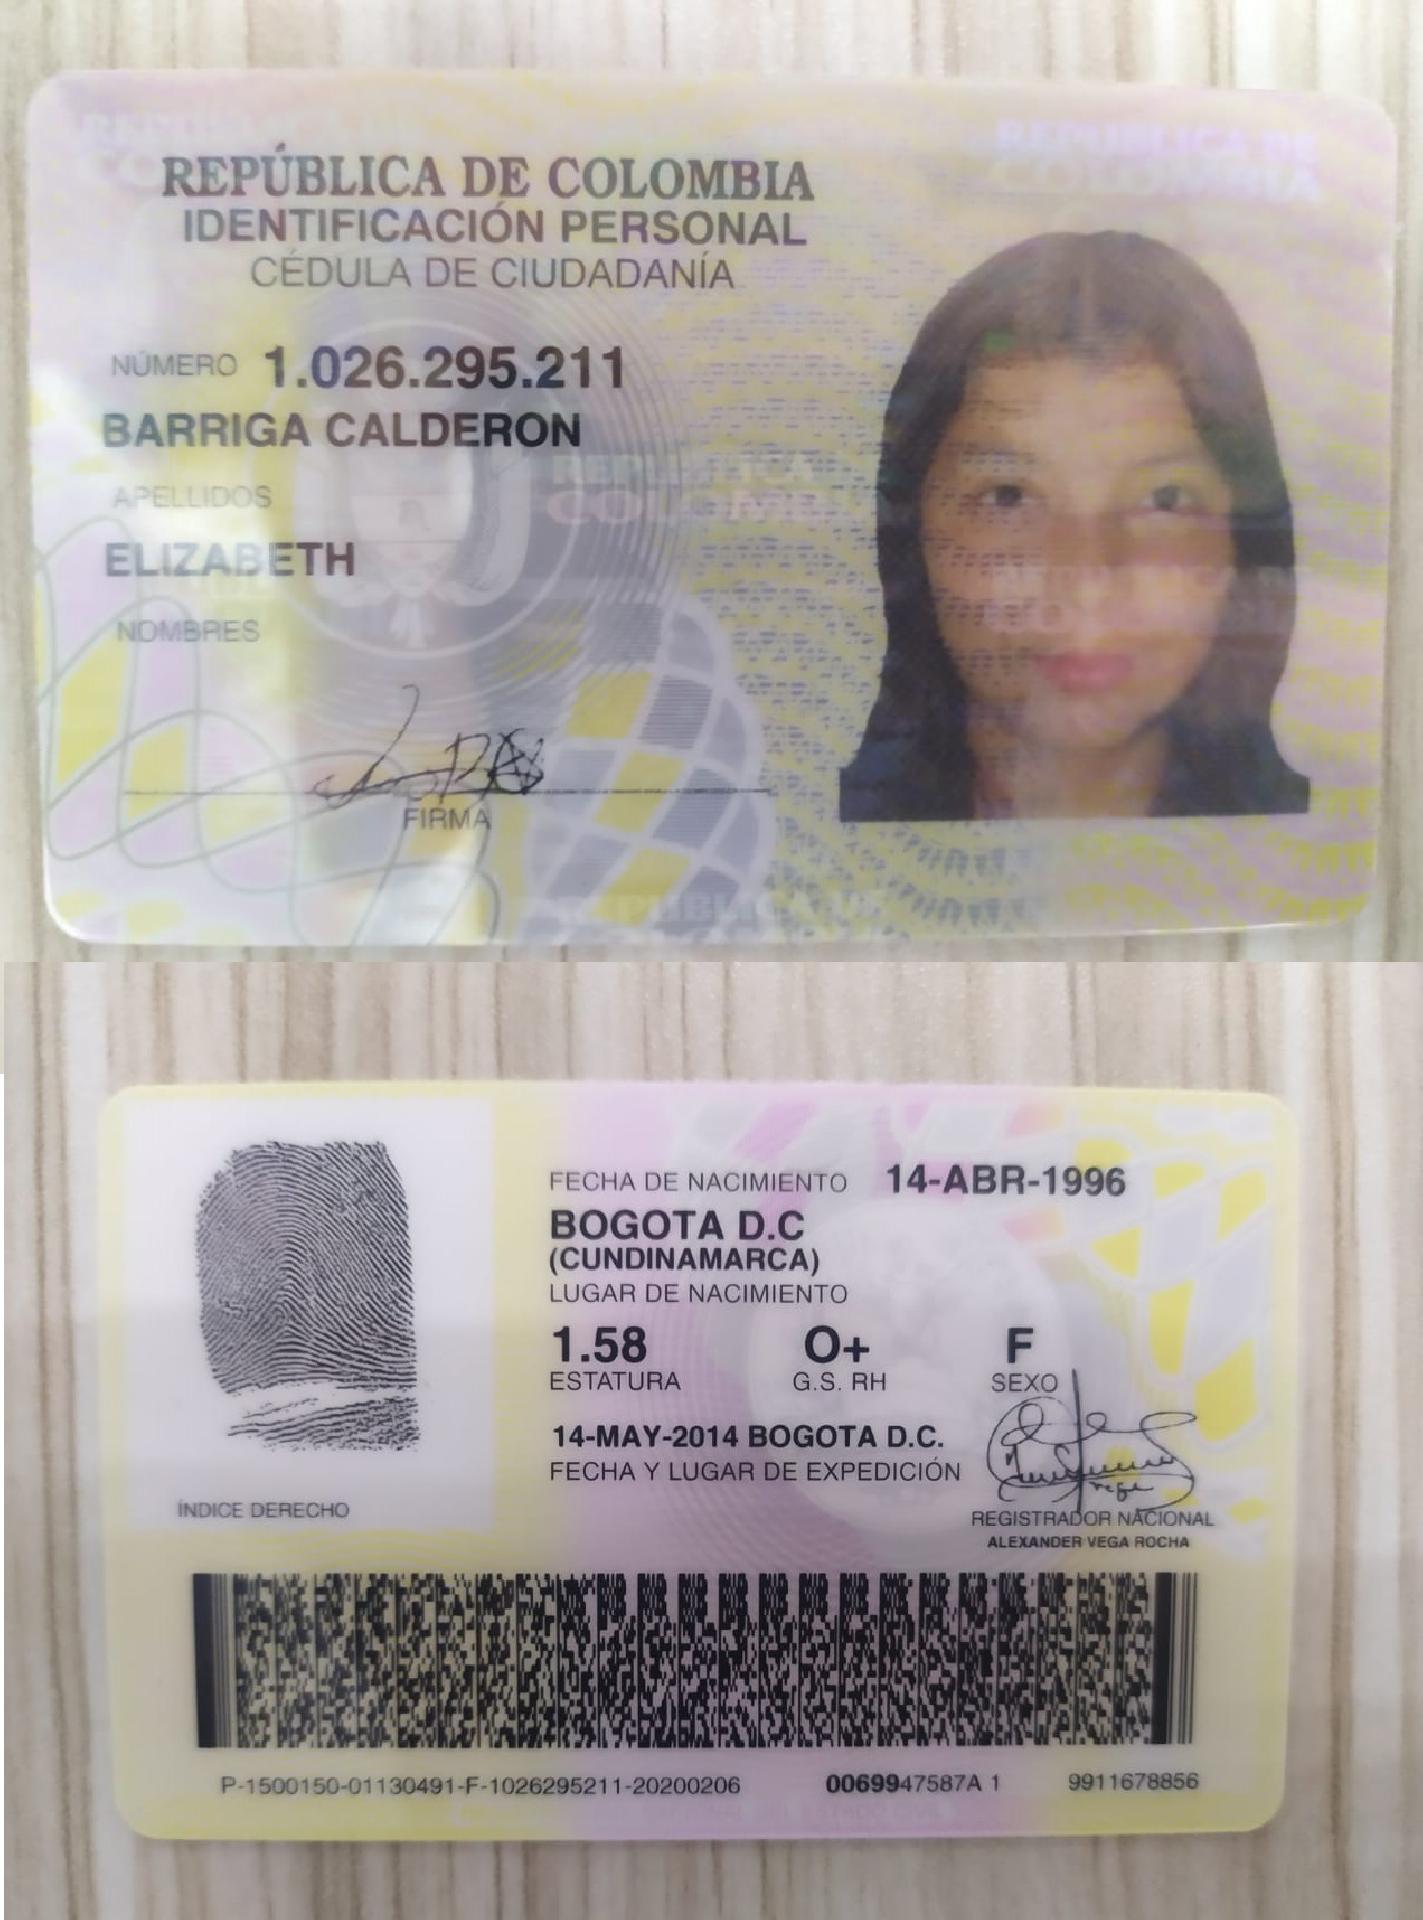 REPÚBLICA DE COLOMBIA
IDENTIFICACIÓN PERSONAL
CÉDULA DE CIUDADANÍA
NÚMERO 1.026.295.211
BARRIGA CALDERON
APELLIDOS
ELIZABETH
NOMBRES
FIRMA
FECHA DE NACIMIENTO 14-ABR-1996
BOGOTA D.C
(CUNDINAMARCA)
LUGAR DE NACIMIENTO
1.58 O+ F
ESTATURA G.S. RH SEXO
14-MAY-2014 BOGOTA D.C.
FECHA Y LUGAR DE EXPEDICIÓN
REGISTRADOR NACIONAL
ALEXANDER VEGA ROCHA
ÍNDICE DERECHO
P-1500150-01130491-F-1026295211-20200206 0069947587A 1 9911678856